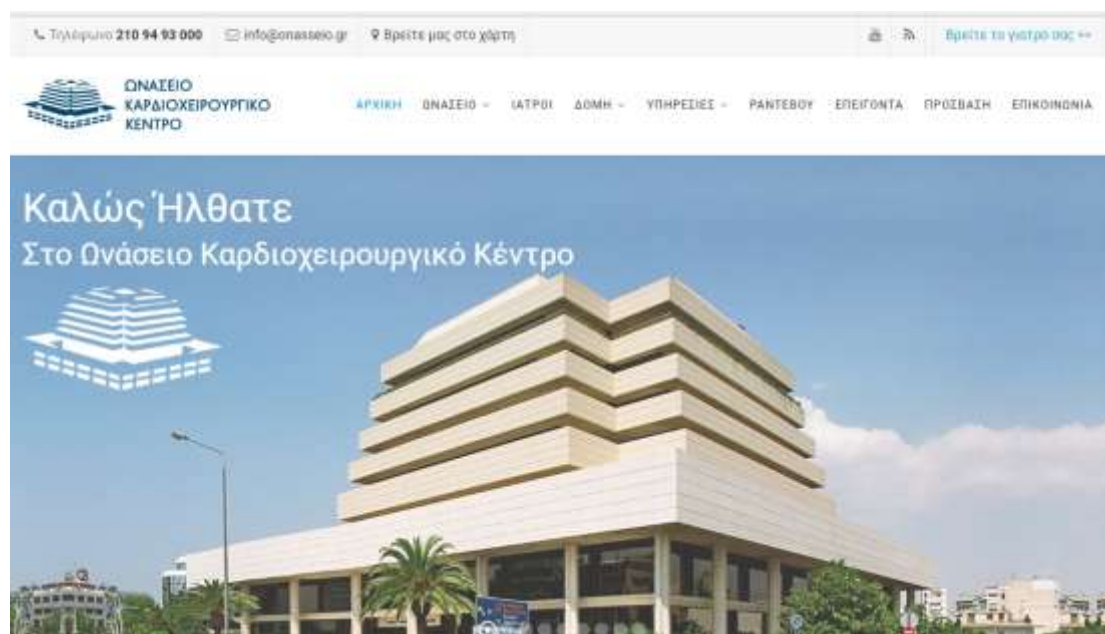 Τηλέφωνο 210 94 93 000 info@onasseio.gr Βρείτε μας στο χάρτη Βρείτε το γιατρό σας
ΩΝΑΣΕΙΟ
ΚΑΡΔΙΟΧΕΙΡΟΥΡΓΙΚΟ
ΚΕΝΤΡΟ
ΑΡΧΙΚΗ ΩΝΑΣΕΙΟ ΙΑΤΡΟΙ ΔΟΜΗ ΥΠΗΡΕΣΙΕΣ ΡΑΝΤΕΒΟΥ ΕΠΕΙΓΟΝΤΑ ΠΡΟΣΒΑΣΗ ΕΠΙΚΟΙΝΩΝΙΑ
Καλώς Ήλθατε
Στο Ωνάσειο Καρδιοχειρουργικό Κέντρο